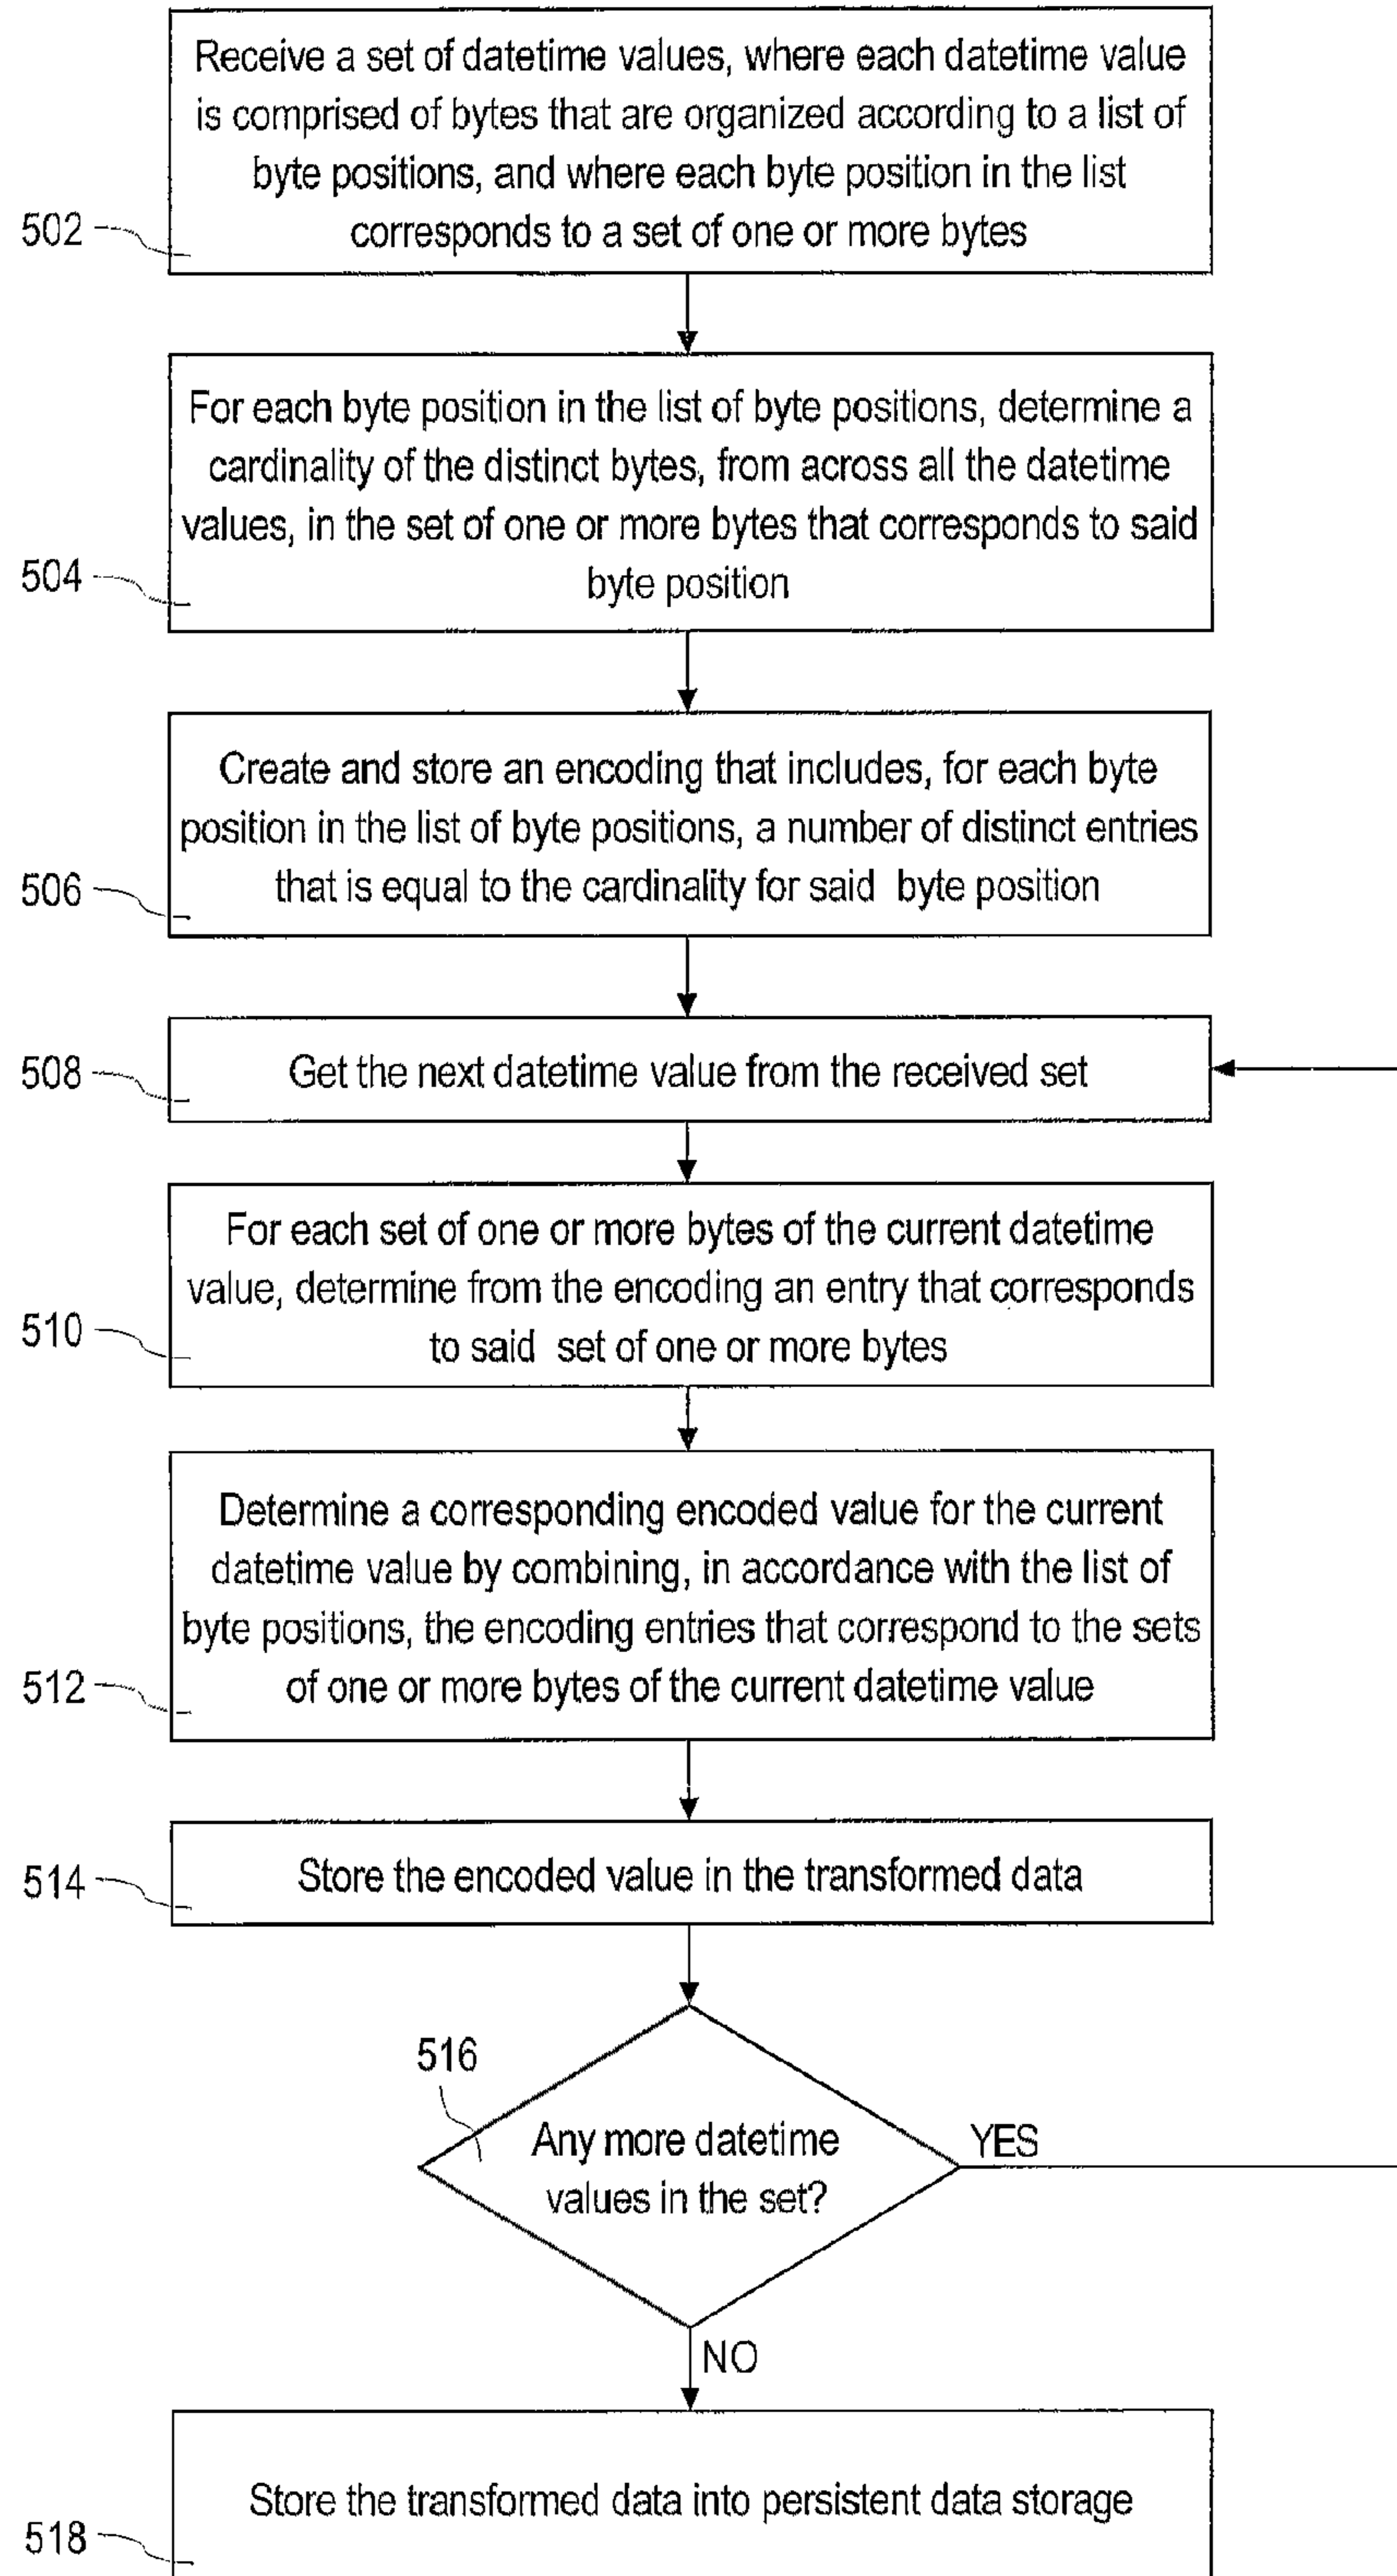 Receive a set of datetime values, where each datetime value
is comprised of bytes that are organized according to a list of
byte positions, and where each byte position in the list
corresponds to a set of one or more bytes
502
For each byte position in the list of byte positions, determine a
cardinality of the distinct bytes, from across all the datetime
values, in the set of one or more bytes that corresponds to said
byte position
504
Create and store an encoding that includes, for each byte
position in the list of byte positions, a number of distinct entries
that is equal to the cardinality for said byte position
506
Get the next datetime value from the received set
508
For each set of one or more bytes of the current datetime
value, determine from the encoding an entry that corresponds
to said set of one or more bytes
510
Determine a corresponding encoded value for the current
datetime value by combining, in accordance with the list of
byte positions, the encoding entries that correspond to the sets
of one or more bytes of the current datetime value
512
Store the encoded value in the transformed data
514
516
Any more datetime
values in the set?
YES
NO
Store the transformed data into persistent data storage
518